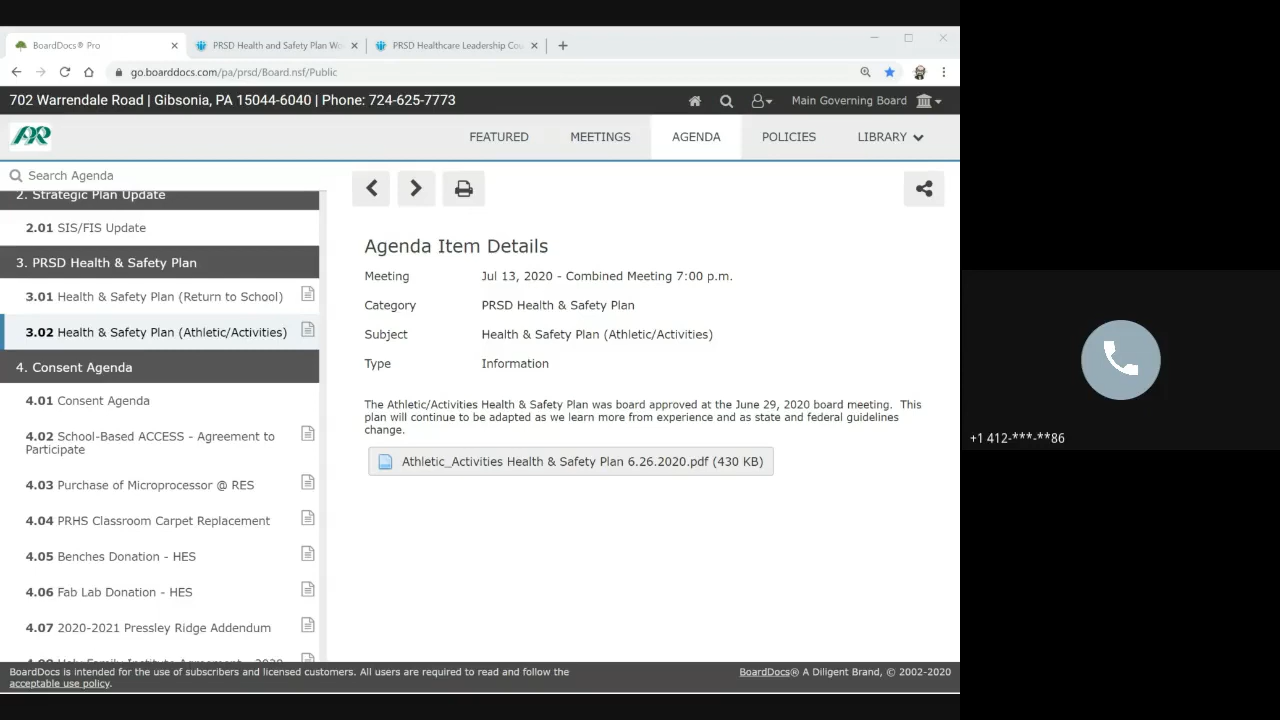 BoardDocs® Pro
PRSD Health and Safety Plan Wo
PRSD Healthcare Leadership Cou
go.boarddocs.com/pa/prsd/Board.nsf/Public
702 Warrendale Road | Gibsonia, PA 15044-6040 | Phone: 724-625-7773
Main Governing Board
PR
FEATURED
MEETINGS
AGENDA
POLICIES
LIBRARY
Search Agenda
2. Strategic Plan Update
2.01 SIS/FIS Update
3. PRSD Health & Safety Plan
3.01 Health & Safety Plan (Return to School)
3.02 Health & Safety Plan (Athletic/Activities)
4. Consent Agenda
4.01 Consent Agenda
4.02 School-Based ACCESS - Agreement to
Participate
4.03 Purchase of Microprocessor @ RES
4.04 PRHS Classroom Carpet Replacement
4.05 Benches Donation - HES
4.06 Fab Lab Donation - HES
4.07 2020-2021 Pressley Ridge Addendum
Agenda Item Details
Meeting Jul 13, 2020 - Combined Meeting 7:00 p.m.
Category PRSD Health & Safety Plan
Subject Health & Safety Plan (Athletic/Activities)
Type Information
The Athletic/Activities Health & Safety Plan was board approved at the June 29, 2020 board meeting. This
plan will continue to be adapted as we learn more from experience and as state and federal guidelines
change.
Athletic_Activities Health & Safety Plan 6.26.2020.pdf (430 KB)
BoardDocs is intended for the use of subscribers and licensed customers. All users are required to read and follow the
acceptable use policy.
BoardDocs® A Diligent Brand, © 2002-2020
+1 412-***-**86